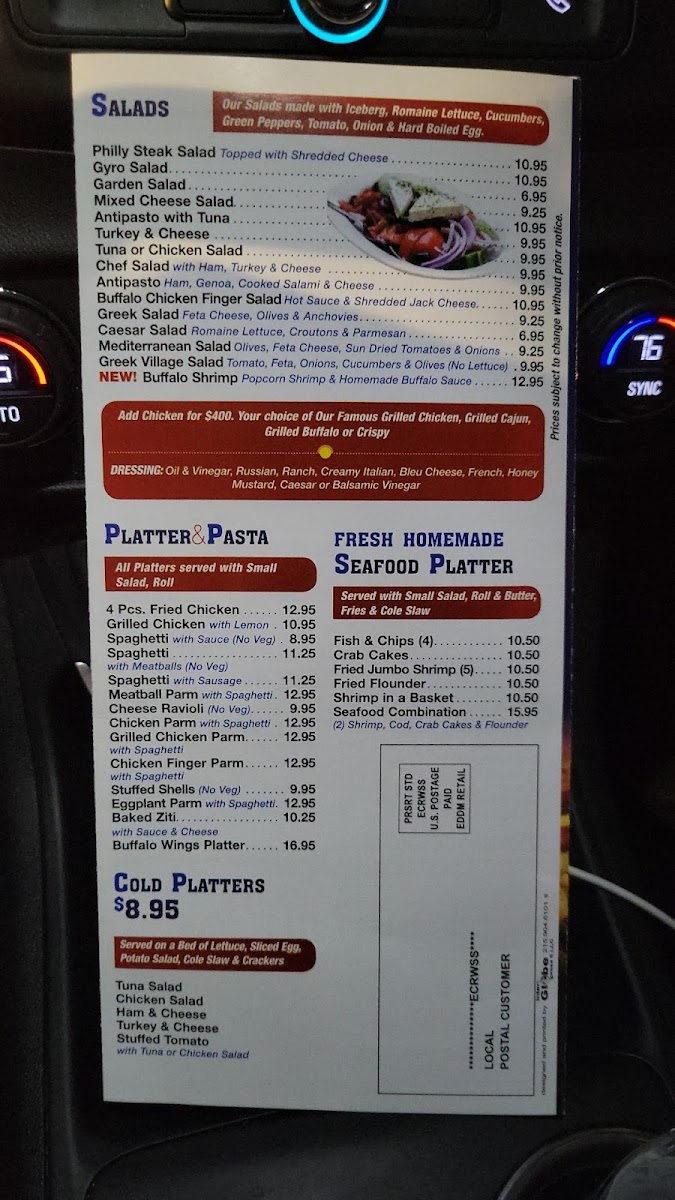 SALADS
Our Salads made with Iceberg, Romaine Lettuce, Cucumbers,
Green Peppers, Tomato, Onion & Hard Boiled Egg.
Philly Steak Salad Topped with Shredded Cheese 10.95
Gyro Salad 10.95
Garden Salad 6.95
Mixed Cheese Salad 9.25
Antipasto with Tuna 10.95
Turkey & Cheese 9.95
Tuna or Chicken Salad 9.95
Chef Salad with Ham, Turkey & Cheese 9.95
Antipasto Ham, Genoa, Cooked Salami & Cheese 9.95
Buffalo Chicken Finger Salad Hot Sauce & Shredded Jack Cheese 10.95
Greek Salad Feta Cheese, Olives & Anchovies 9.25
Caesar Salad Romaine Lettuce, Croutons & Parmesan 6.95
Mediterranean Salad Olives, Feta Cheese, Sun Dried Tomatoes & Onions 9.25
Greek Village Salad Tomato, Feta, Onions, Cucumbers & Olives (No Lettuce) 9.95
NEW! Buffalo Shrimp Popcorn Shrimp & Homemade Buffalo Sauce 12.95
Prices subject to change without prior notice.
Add Chicken for $400. Your choice of Our Famous Grilled Chicken, Grilled Cajun,
Grilled Buffalo or Crispy
DRESSING: Oil & Vinegar, Russian, Ranch, Creamy Italian, Bleu Cheese, French, Honey
Mustard, Caesar or Balsamic Vinegar
PLATTER&PASTA
All Platters served with Small
Salad, Roll
4 Pcs. Fried Chicken 12.95
Grilled Chicken with Lemon 10.95
Spaghetti with Sauce (No Veg) 8.95
Spaghetti 11.25
with Meatballs (No Veg)
Spaghetti with Sausage 11.25
Meatball Parm with Spaghetti 12.95
Cheese Ravioli (No Veg) 9.95
Chicken Parm with Spaghetti 12.95
Grilled Chicken Parm 12.95
with Spaghetti
Chicken Finger Parm 12.95
with Spaghetti
Stuffed Shells (No Veg) 9.95
Eggplant Parm with Spaghetti 12.95
Baked Ziti 10.25
with Sauce & Cheese
Buffalo Wings Platter 16.95
COLD PLATTERS
$8.95
Served on a Bed of Lettuce, Sliced Egg,
Potato Salad, Cole Slaw & Crackers
Tuna Salad
Chicken Salad
Ham & Cheese
Turkey & Cheese
Stuffed Tomato
with Tuna or Chicken Salad
FRESH HOMEMADE
SEAFOOD PLATTER
Served with Small Salad, Roll & Butter,
Fries & Cole Slaw
Fish & Chips (4) 10.50
Crab Cakes 10.50
Fried Jumbo Shrimp (5) 10.50
Fried Flounder 10.50
Shrimp in a Basket 10.50
Seafood Combination 15.95
(2) Shrimp, Cod, Crab Cakes & Flounder
PRSRT STD
ECRWSS
U.S. POSTAGE
PAID
EDDM RETAIL
***************ECRWSS****
LOCAL
POSTAL CUSTOMER
designed and printed by Globe
76
SYNC
TO